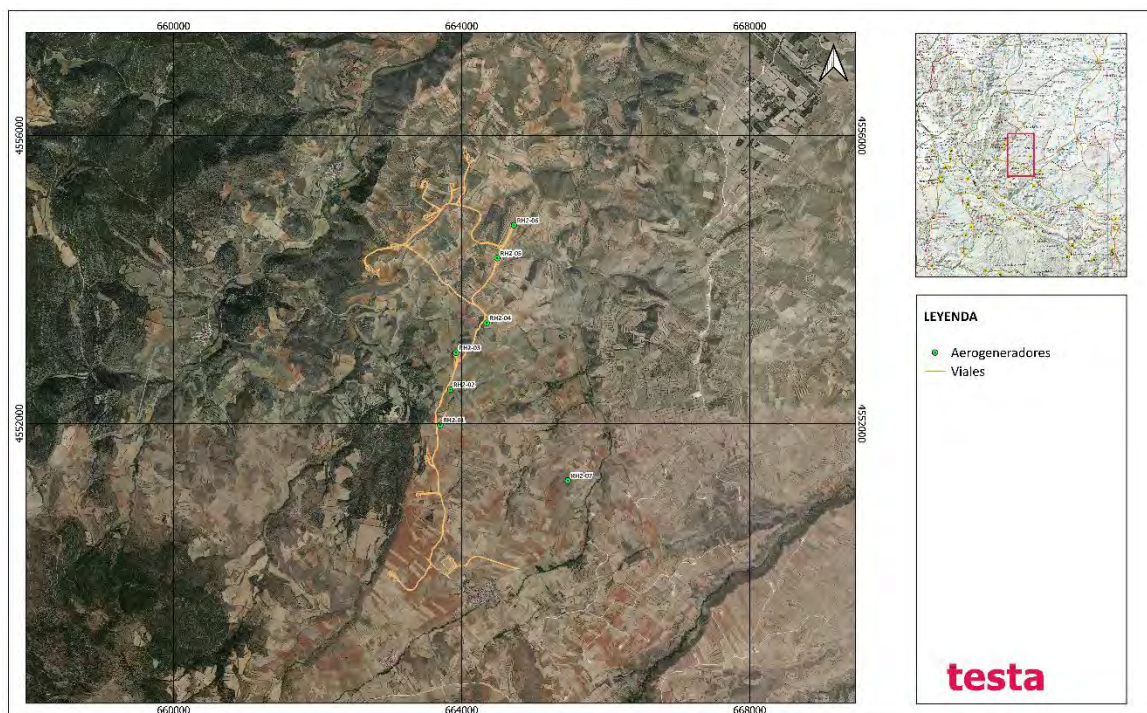 660000
664000
668000
4556000
4556000
RH2-06
RH2-05
RH2-04
RH2-03
RH2-02
4552000
RH2-01
4552000
RH2-07
660000
664000
668000
LEYENDA
Aerogeneradores
Viales
testa